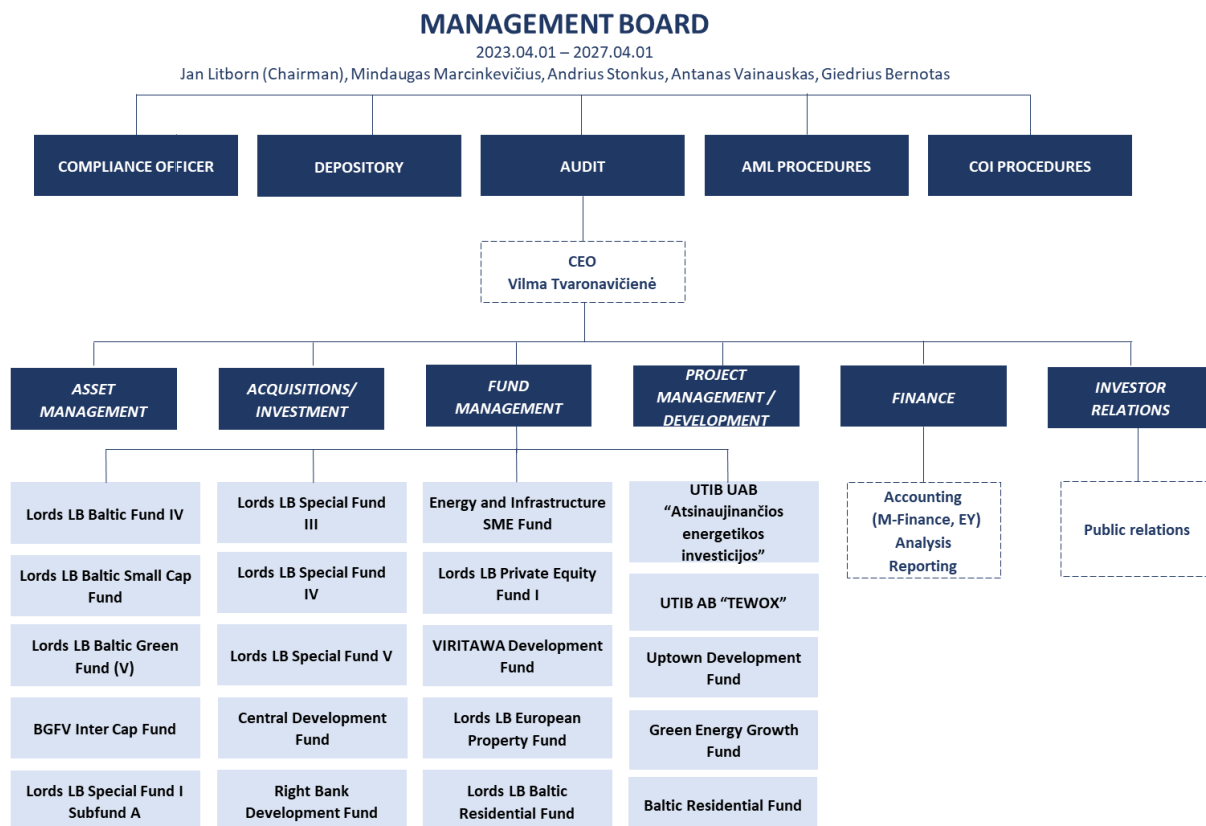 MANAGEMENT BOARD
2023.04.01 – 2027.04.01
Jan Litborn (Chairman), Mindaugas Marcinkevičius, Andrius Stonkus, Antanas Vainauskas, Giedrius Bernotas
COMPLIANCE OFFICER
DEPOSITORY
AUDIT
AML PROCEDURES
COI PROCEDURES
CEO
Vilma Tvaronavičienė
ASSET
MANAGEMENT
ACQUISITIONS/
INVESTMENT
FUND
MANAGEMENT
PROJECT
MANAGEMENT /
DEVELOPMENT
FINANCE
INVESTOR
RELATIONS
Lords LB Baltic Fund IV
Lords LB Baltic Small Cap
Fund
Lords LB Baltic Green
Fund (V)
BGFV Inter Cap Fund
Lords LB Special Fund I
Subfund A
Lords LB Special Fund
III
Lords LB Special Fund
IV
Lords LB Special Fund V
Central Development
Fund
Right Bank
Development Fund
Energy and Infrastructure
SME Fund
Lords LB Private Equity
Fund I
VIRITAWA Development
Fund
Lords LB European
Property Fund
Lords LB Baltic
Residential Fund
UTIB UAB
“Atsinaujinančios
energetikos
investicijos”
UTIB AB “TEWOX”
Uptown Development
Fund
Green Energy Growth
Fund
Baltic Residential Fund
Accounting
(M-Finance, EY)
Analysis
Reporting
Public relations